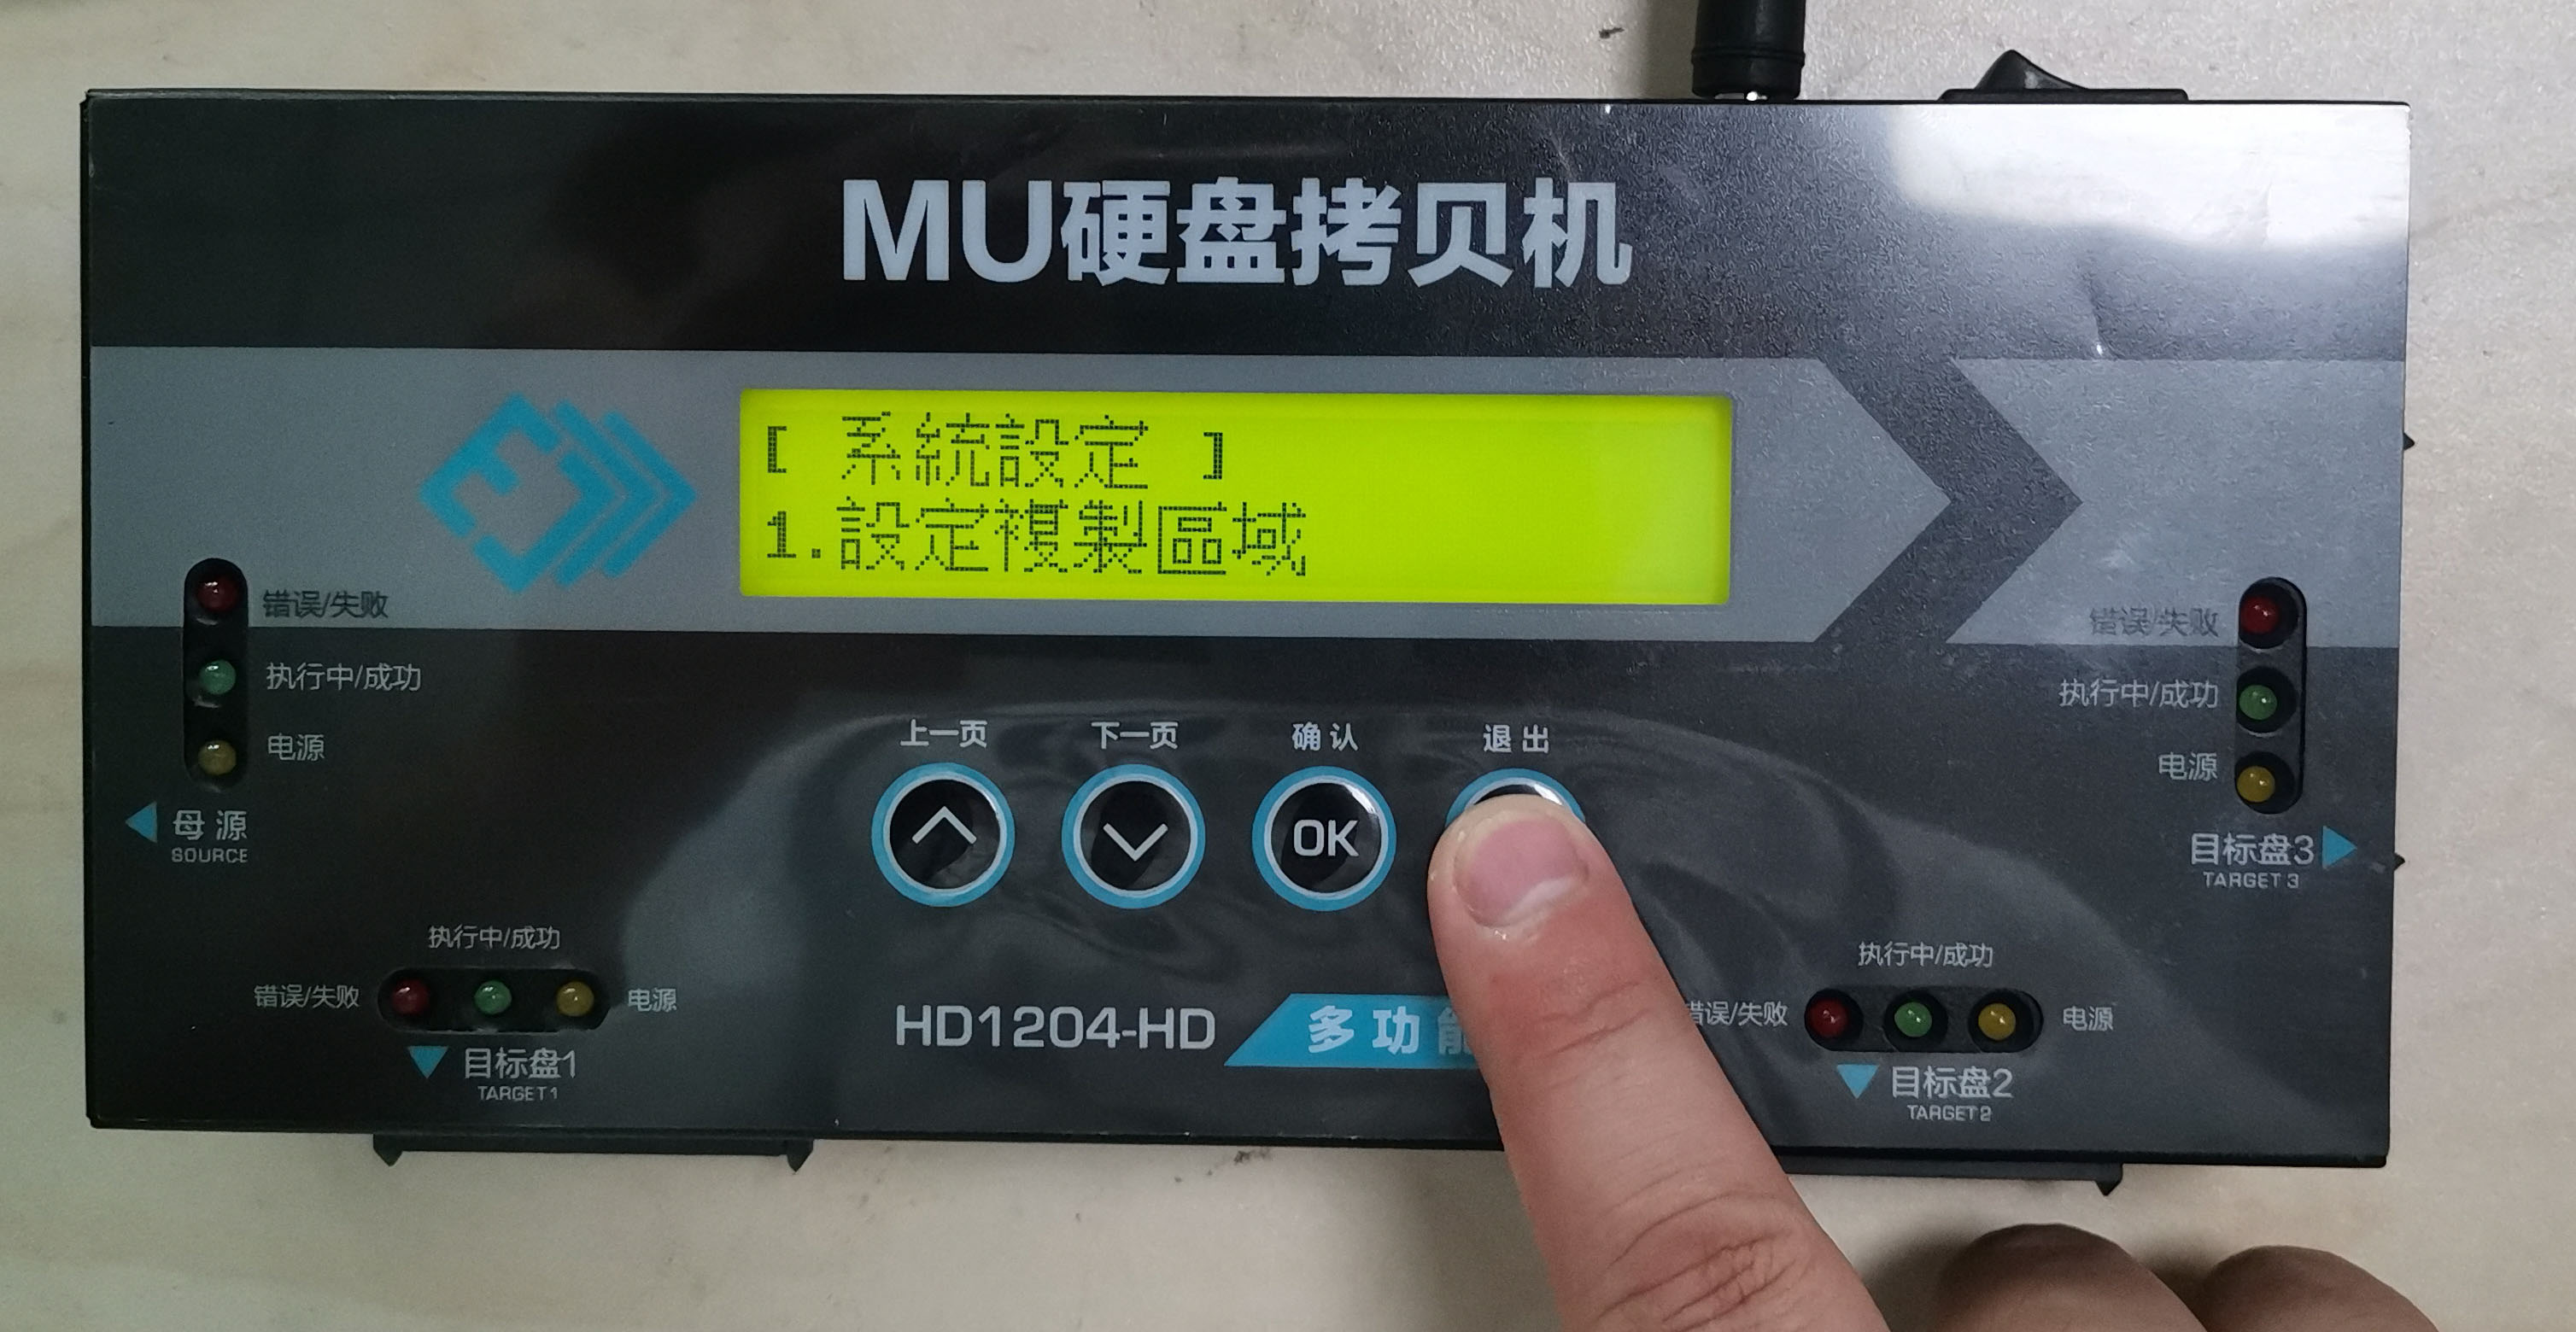 MU硬盘拷贝机
[ 系統設定 ]
1.設定複製區域
错误/失败
执行中/成功
电源
母源
SOURCE
错误/失败
执行中/成功
电源
目标盘3
TARGET 3
上一页
下一页
确认
退出
OK
执行中/成功
错误/失败
电源
目标盘1
TARGET1
HD1204-HD
多功
执行中/成功
误/失败
电源
目标盘2
TARGET2